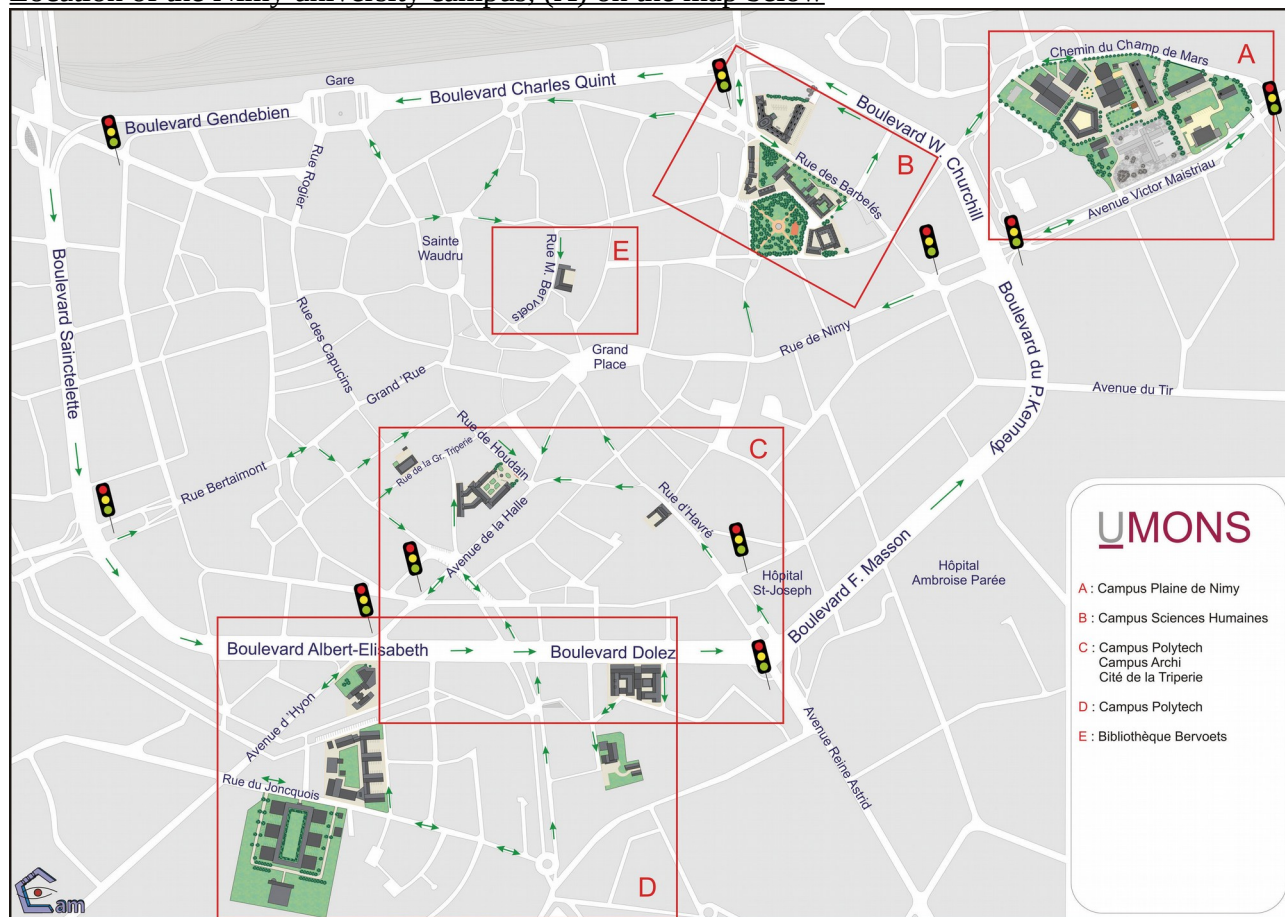 Location of the Nimy university campus, (A) on the map below
Chemin du Champ de Mars
A
Gare
Boulevard Charles Quint
Boulevard Gendebien
Boulevard W. Churchill
Rue Rogier
Rue des Barbelés
B
Avenue Victor Maistriau
Sainte
Waudru
E
Rue M. Bervoets
Boulevard Sainctelette
Rue des Capucins
Grand
Place
Rue de Nimy
Boulevard du P.Kennedy
Grand 'Rue
Avenue du Tir
Rue de Houdain
C
Rue de la Gr. Triperie
Rue Bertaimont
Rue d'Havré
Avenue de la Halle
Hôpital
St-Joseph
Boulevard F. Masson
Hôpital
Ambroise Parée
Boulevard Albert-Elisabeth
Boulevard Dolez
Avenue d 'Hyon
Avenue Reine Astrid
Rue du Joncquois
D
Cam
UMONS
A : Campus Plaine de Nimy
B : Campus Sciences Humaines
C : Campus Polytech
Campus Archi
Cité de la Triperie
D : Campus Polytech
E : Bibliothèque Bervoets